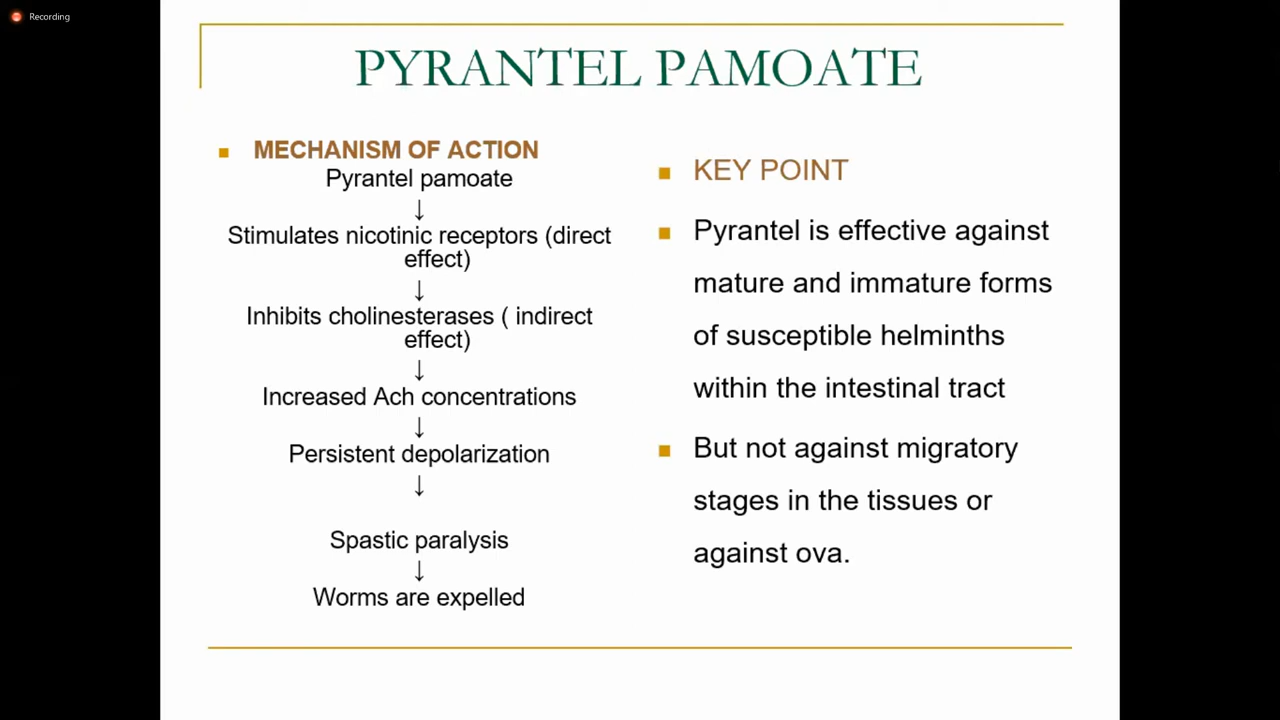 Recording
PYRANTEL PAMOATE
■ MECHANISM OF ACTION
Pyrantel pamoate
↓
Stimulates nicotinic receptors (direct
effect)
↓
Inhibits cholinesterases ( indirect
effect)
↓
Increased Ach concentrations
↓
Persistent depolarization
↓
Spastic paralysis
↓
Worms are expelled
■ KEY POINT
■ Pyrantel is effective against
mature and immature forms
of susceptible helminths
within the intestinal tract
■ But not against migratory
stages in the tissues or
against ova.